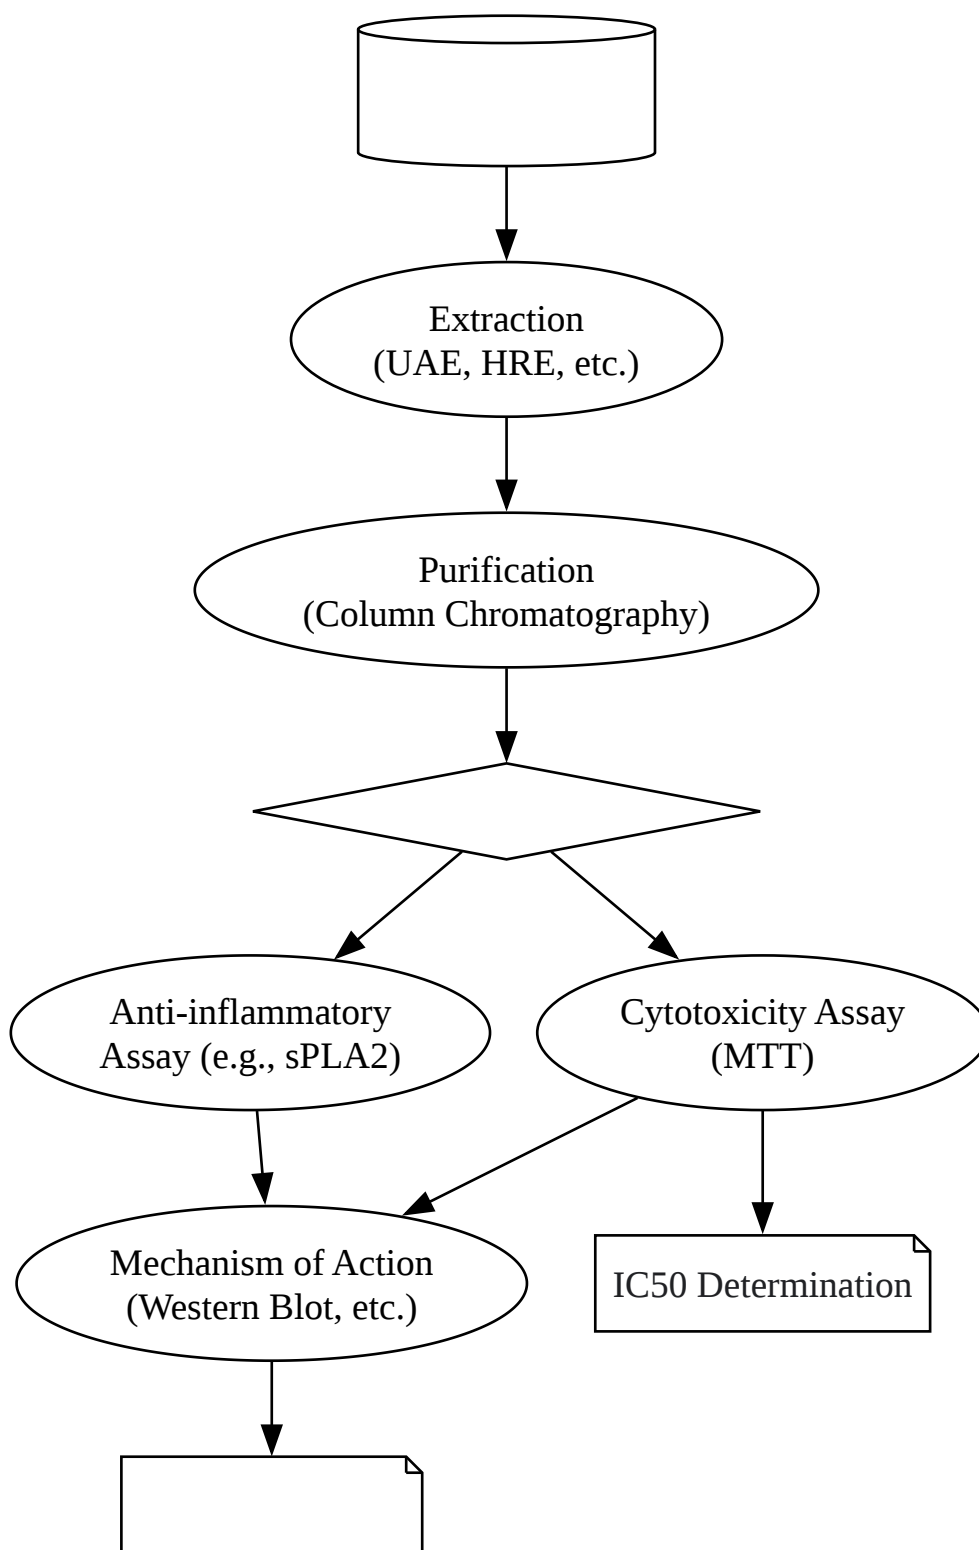 Extraction
(UAE, HRE, etc.)
Purification
(Column Chromatography)
Anti-inflammatory
Assay (e.g., sPLA2)
Cytotoxicity Assay
(MTT)
Mechanism of Action
(Western Blot, etc.)
IC50 Determination